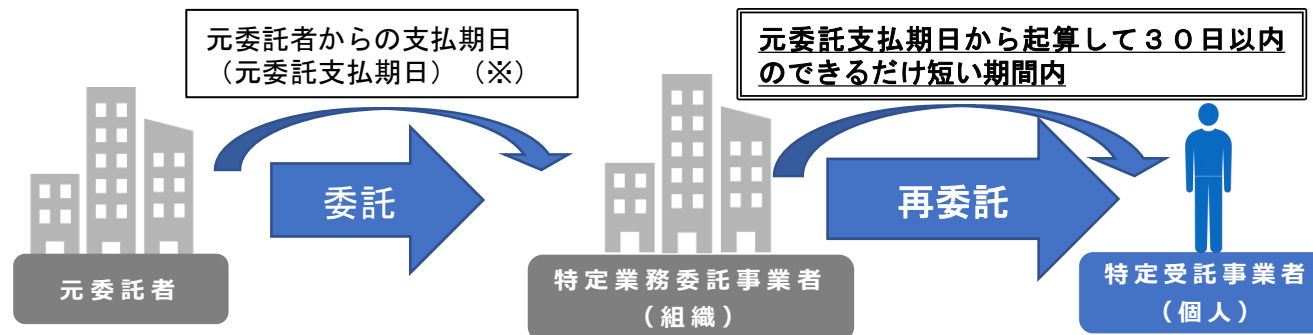 元委託者からの支払期日
（元委託支払期日）（※）
元委託支払期日から起算して３０日以内
のできるだけ短い期間内
委託
再委託
元委託者
特定業務委託事業者
（組織）
特定受託事業者
（個人）